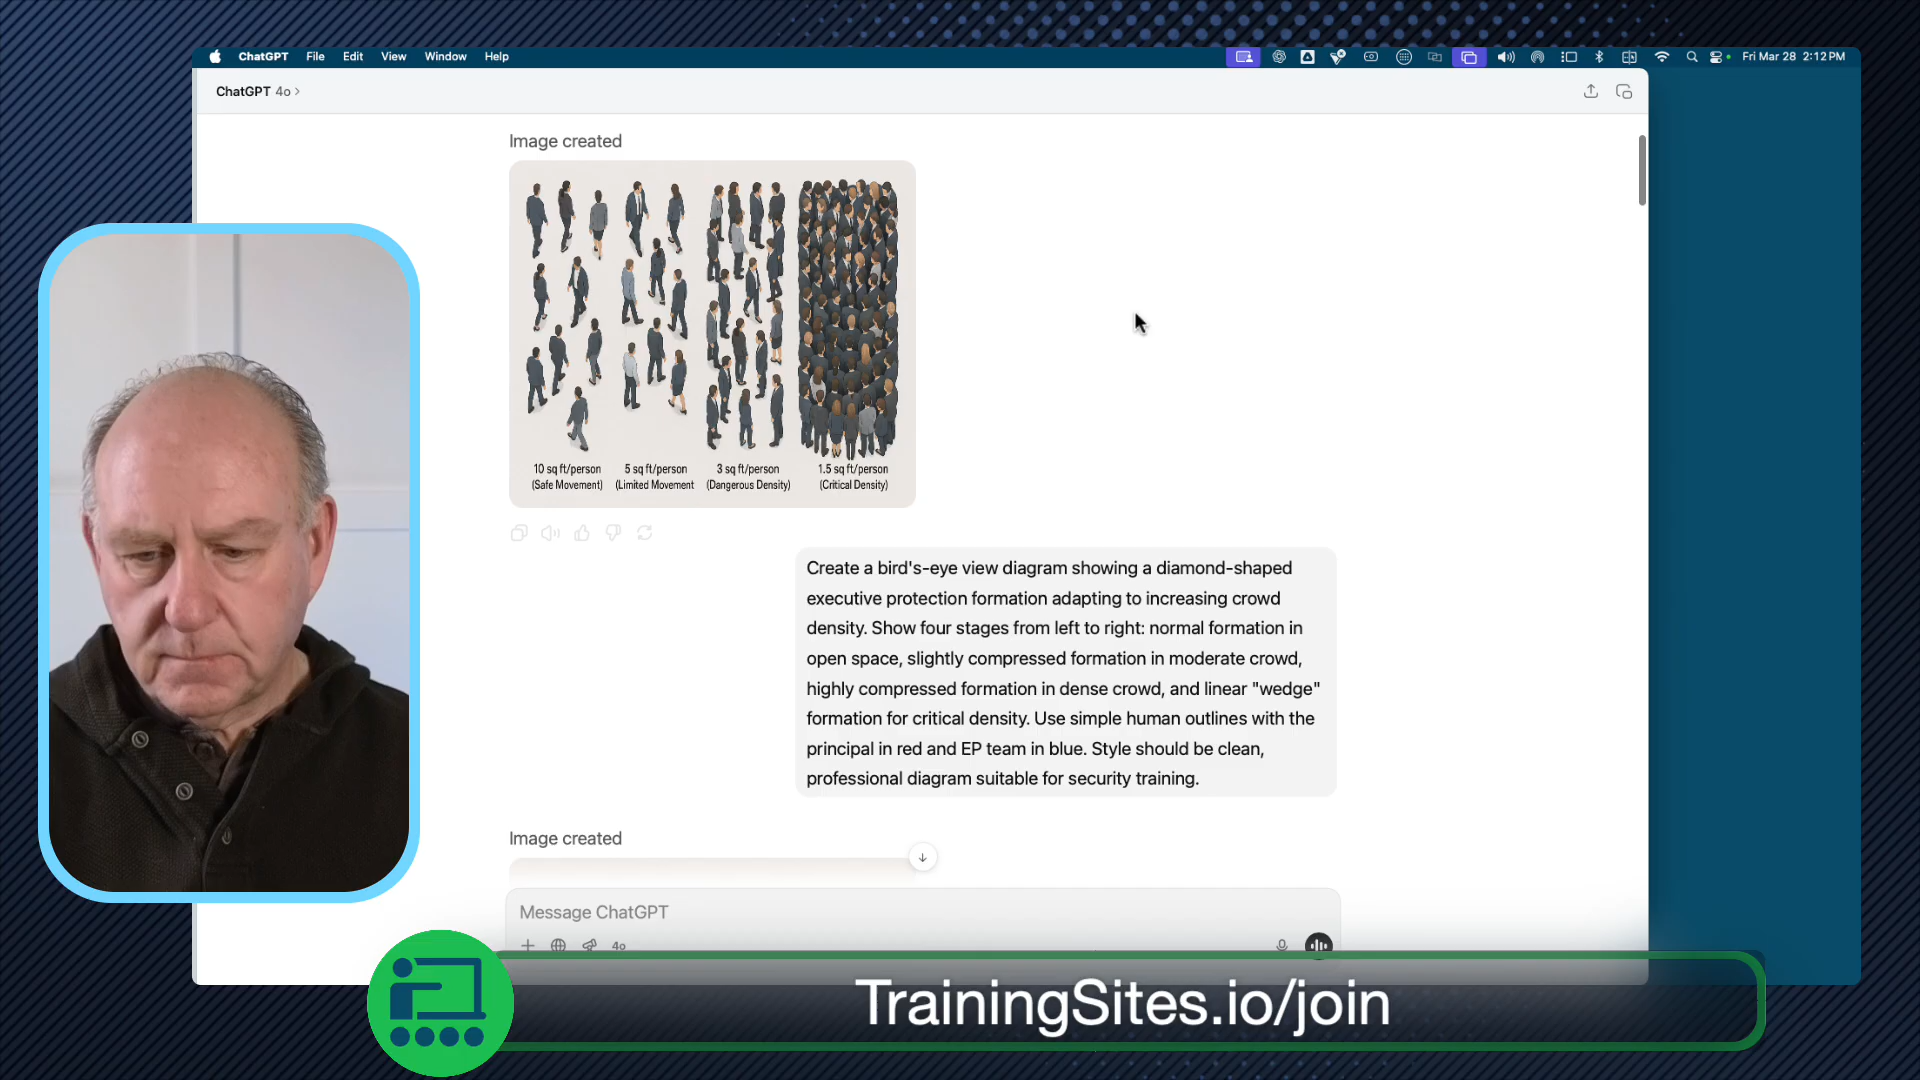 ChatGPT File Edit View Window Help
Fri Mar 28 2:12 PM
ChatGPT 4o >
Image created
10 sq ft/person
(Safe Movement)
5 sq ft/person
(Limited Movement
3 sq ft/person
(Dangerous Density)
1.5 sq ft/person
(Critical Density)
Create a bird's-eye view diagram showing a diamond-shaped
executive protection formation adapting to increasing crowd
density. Show four stages from left to right: normal formation in
open space, slightly compressed formation in moderate crowd,
highly compressed formation in dense crowd, and linear "wedge"
formation for critical density. Use simple human outlines with the
principal in red and EP team in blue. Style should be clean,
professional diagram suitable for security training.
Image created
Message ChatGPT
4o
TrainingSites.io/join